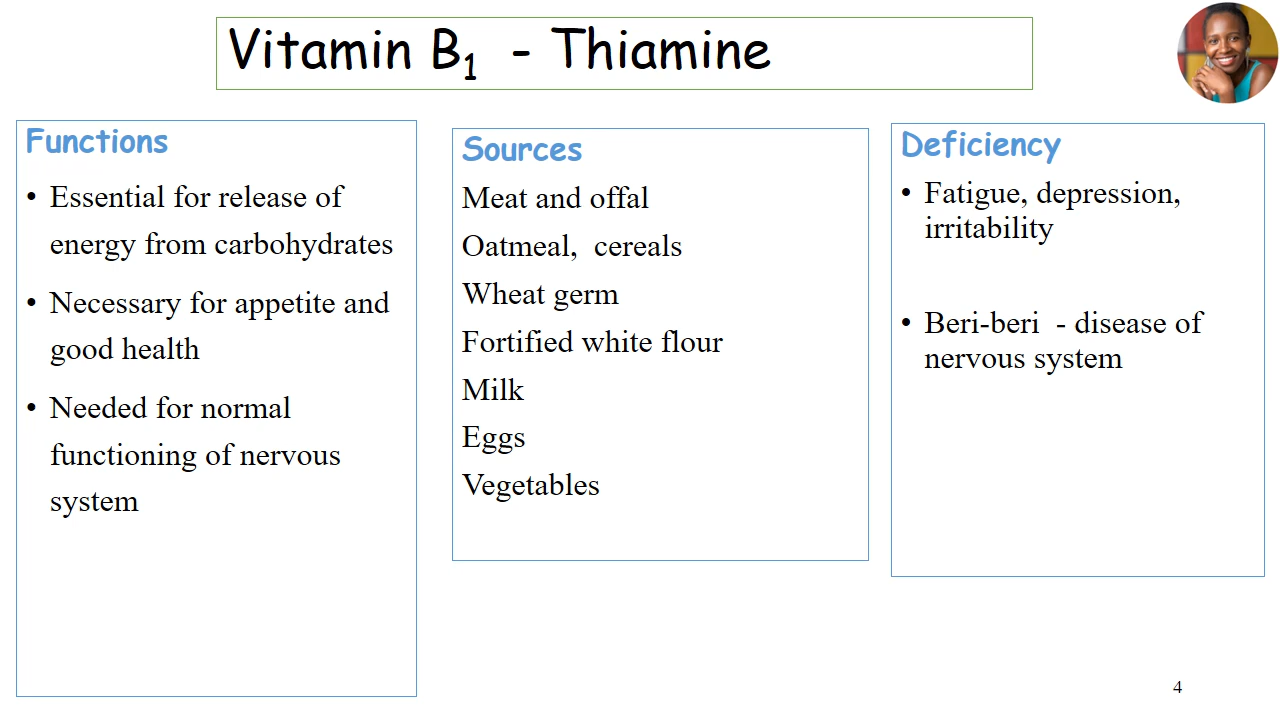 Vitamin B₁ - Thiamine
Functions
• Essential for release of
energy from carbohydrates
• Necessary for appetite and
good health
• Needed for normal
functioning of nervous
system
Sources
Meat and offal
Oatmeal, cereals
Wheat germ
Fortified white flour
Milk
Eggs
Vegetables
Deficiency
• Fatigue, depression,
irritability
• Beri-beri - disease of
nervous system
4